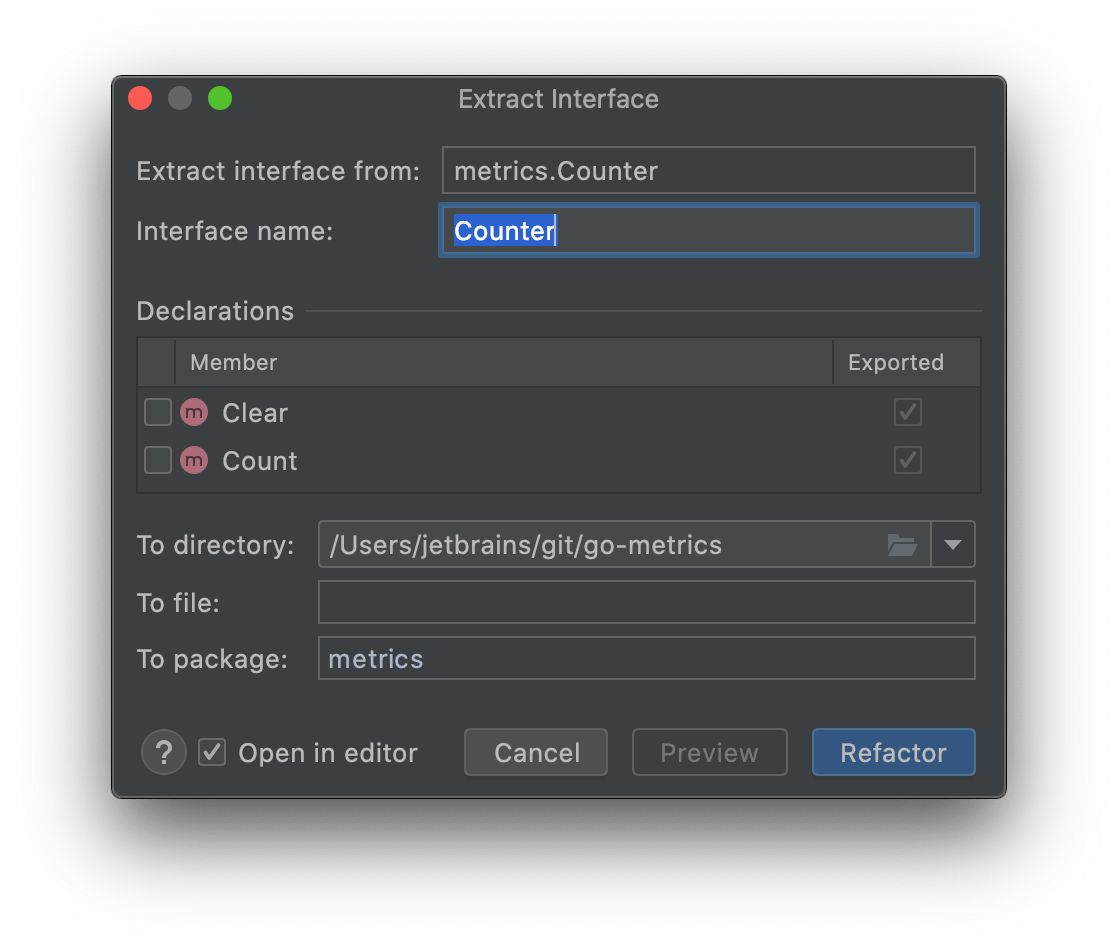 Extract Interface
Extract interface from: metrics.Counter
Interface name: Counter
Declarations
Member Exported
m Clear
m Count
To directory: /Users/jetbrains/git/go-metrics
To file:
To package: metrics
? Open in editor Cancel Preview Refactor